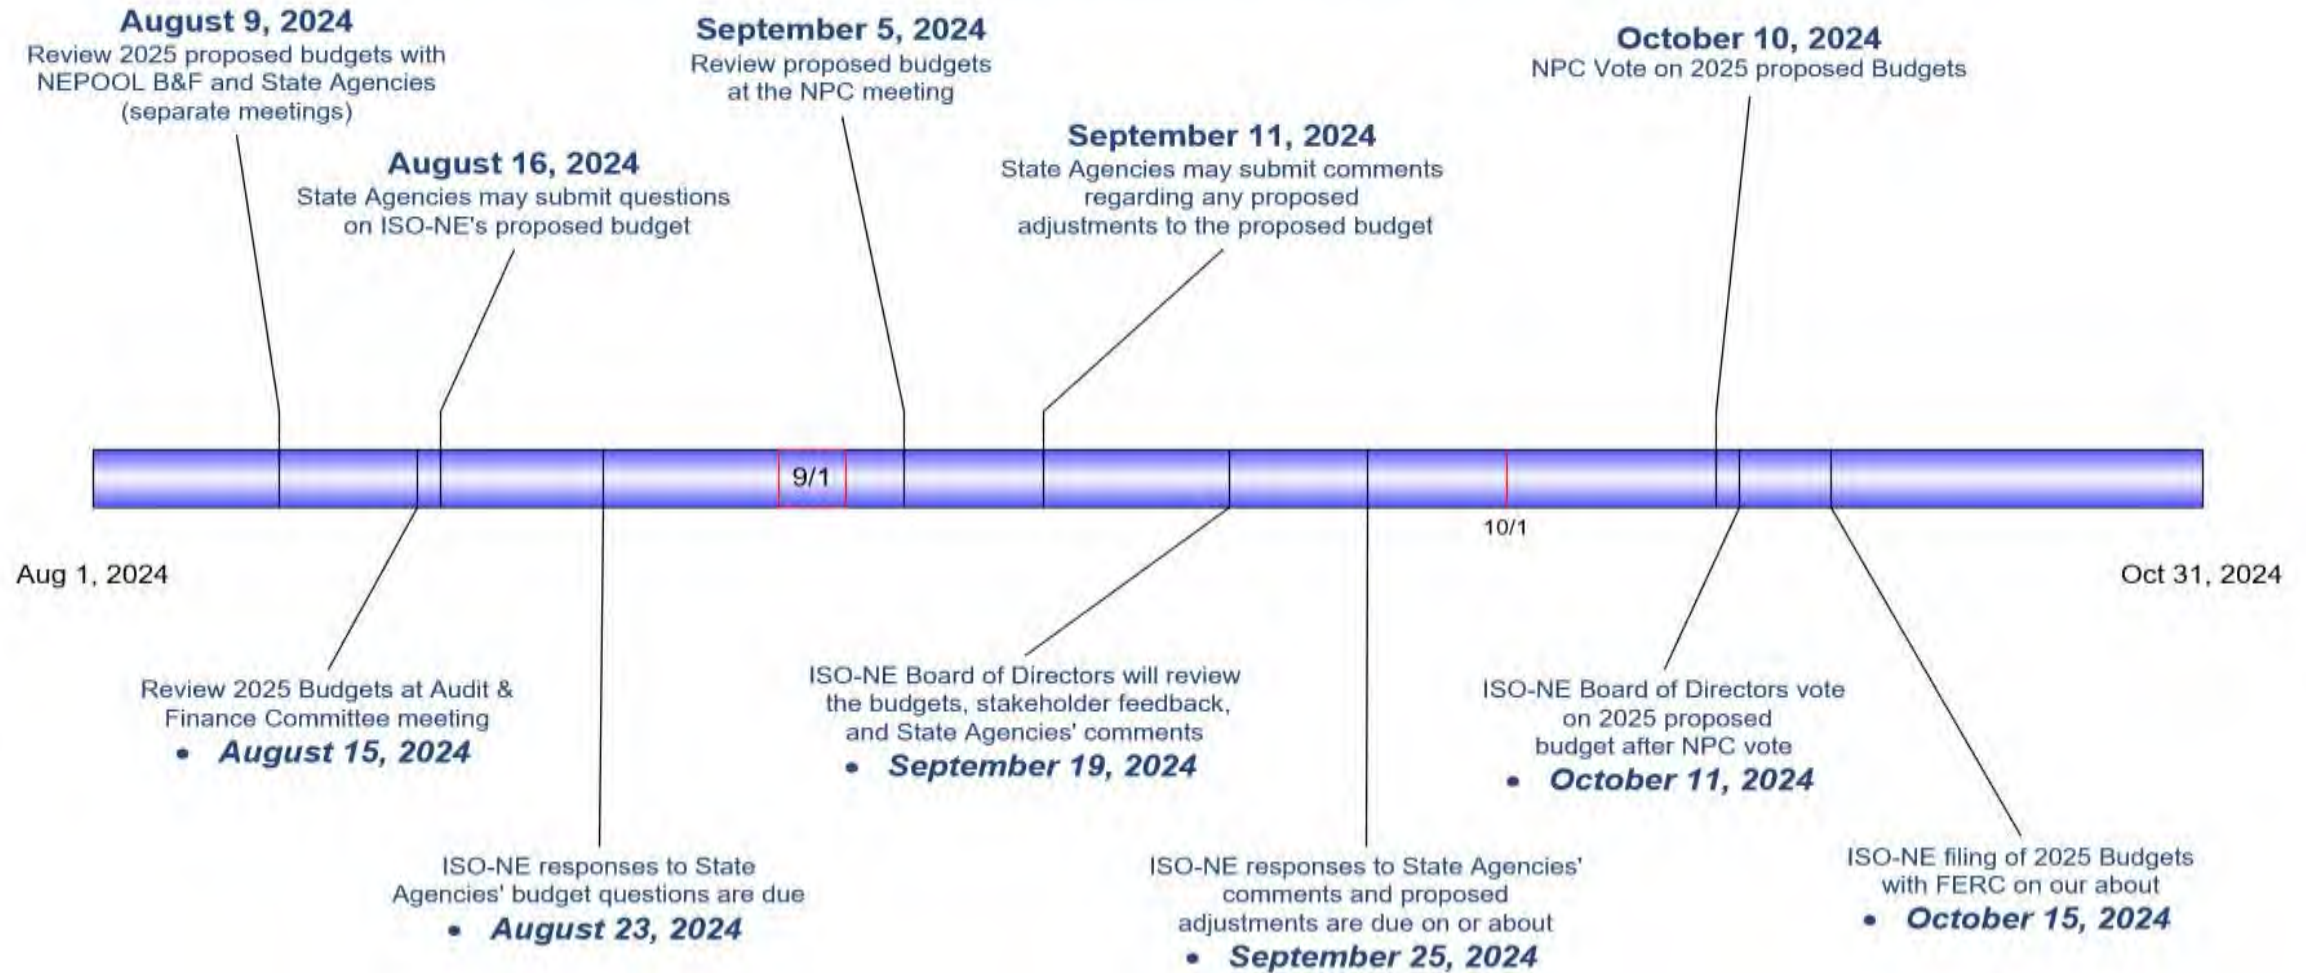 August 9, 2024
Review 2025 proposed budgets with
NEPOOL B&F and State Agencies
(separate meetings)
August 16, 2024
State Agencies may submit questions
on ISO-NE's proposed budget
September 5, 2024
Review proposed budgets
at the NPC meeting
September 11, 2024
State Agencies may submit comments
regarding any proposed
adjustments to the proposed budget
October 10, 2024
NPC Vote on 2025 proposed Budgets
9/1
10/1
Aug 1, 2024
Oct 31, 2024
Review 2025 Budgets at Audit &
Finance Committee meeting
• August 15, 2024
ISO-NE responses to State
Agencies' budget questions are due
• August 23, 2024
ISO-NE Board of Directors will review
the budgets, stakeholder feedback,
and State Agencies' comments
• September 19, 2024
ISO-NE responses to State Agencies'
comments and proposed
adjustments are due on or about
• September 25, 2024
ISO-NE Board of Directors vote
on 2025 proposed
budget after NPC vote
• October 11, 2024
ISO-NE filing of 2025 Budgets
with FERC on our about
• October 15, 2024